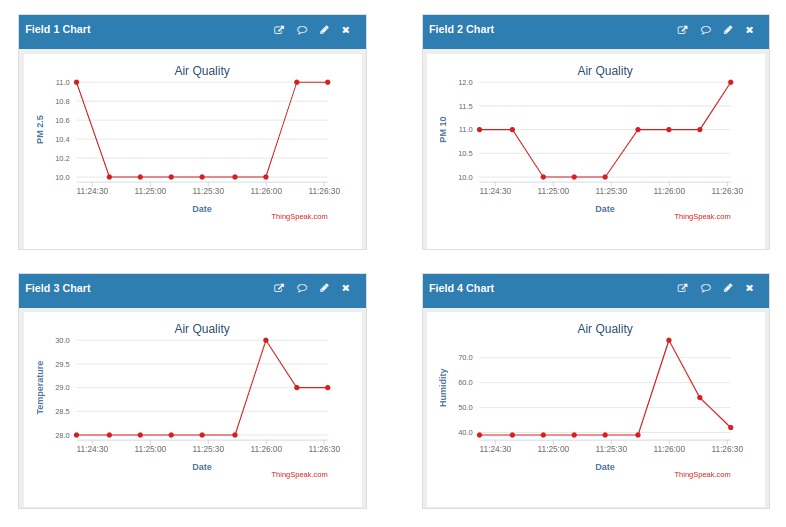 Field 1 Chart
Air Quality
PM 2.5
11.0
10.8
10.6
10.4
10.2
10.0
11:24:30 11:25:00 11:25:30 11:26:00 11:26:30
Date
ThingSpeak.com
Field 2 Chart
Air Quality
PM 10
12.0
11.5
11.0
10.5
10.0
11:24:30 11:25:00 11:25:30 11:26:00 11:26:30
Date
ThingSpeak.com
Field 3 Chart
Air Quality
Temperature
30.0
29.5
29.0
28.5
28.0
11:24:30 11:25:00 11:25:30 11:26:00 11:26:30
Date
ThingSpeak.com
Field 4 Chart
Air Quality
Humidity
70.0
60.0
50.0
40.0
11:24:30 11:25:00 11:25:30 11:26:00 11:26:30
Date
ThingSpeak.com